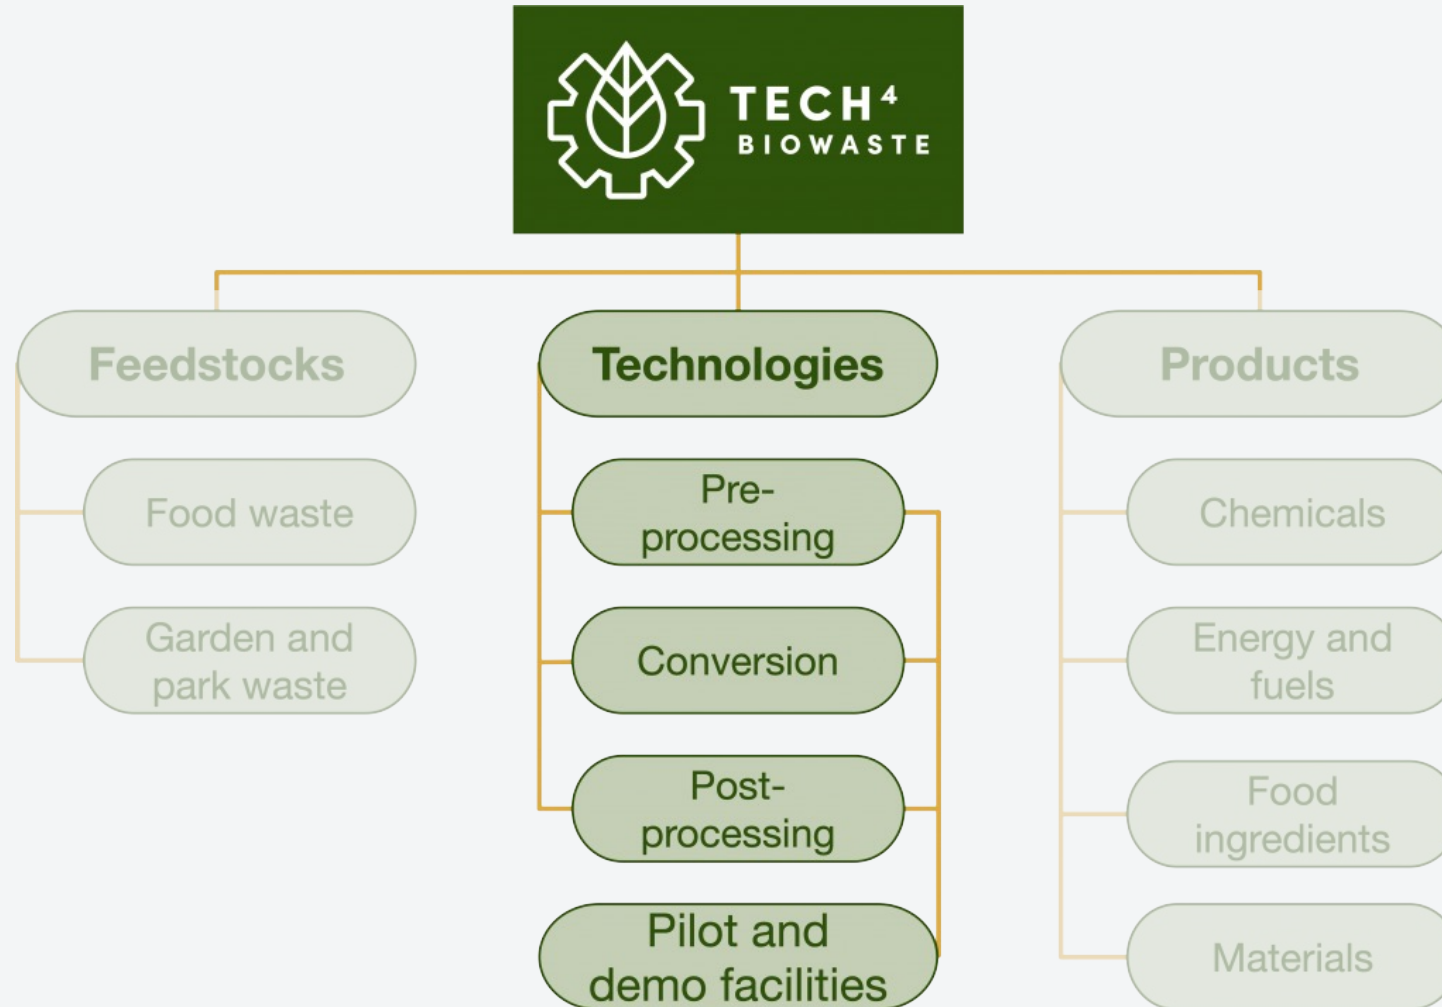 TECH⁴
BIOWASTE
Feedstocks
Food waste
Garden and
park waste
Technologies
Pre-
processing
Conversion
Post-
processing
Pilot and
demo facilities
Products
Chemicals
Energy and
fuels
Food
ingredients
Materials